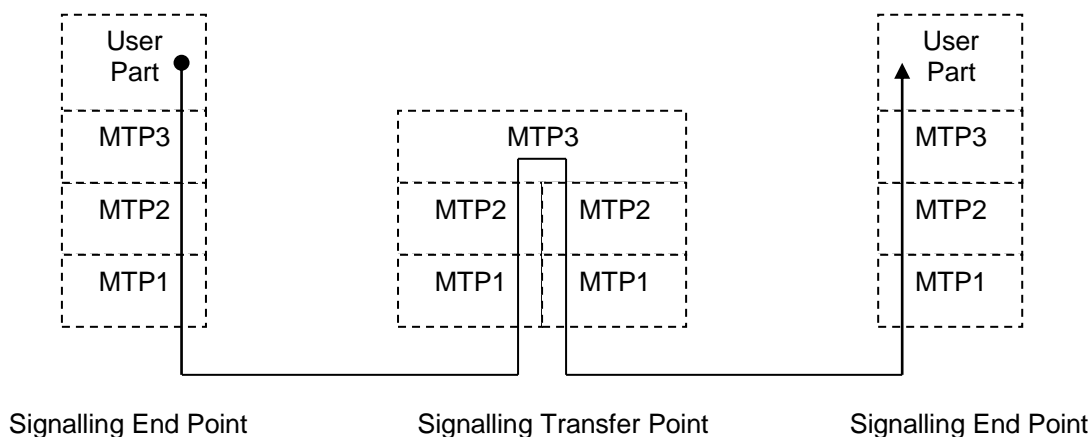 User
Part
MTP3
MTP2
MTP1
MTP3
MTP2 MTP2
MTP1 MTP1
User
Part
MTP3
MTP2
MTP1
Signalling End Point
Signalling Transfer Point
Signalling End Point